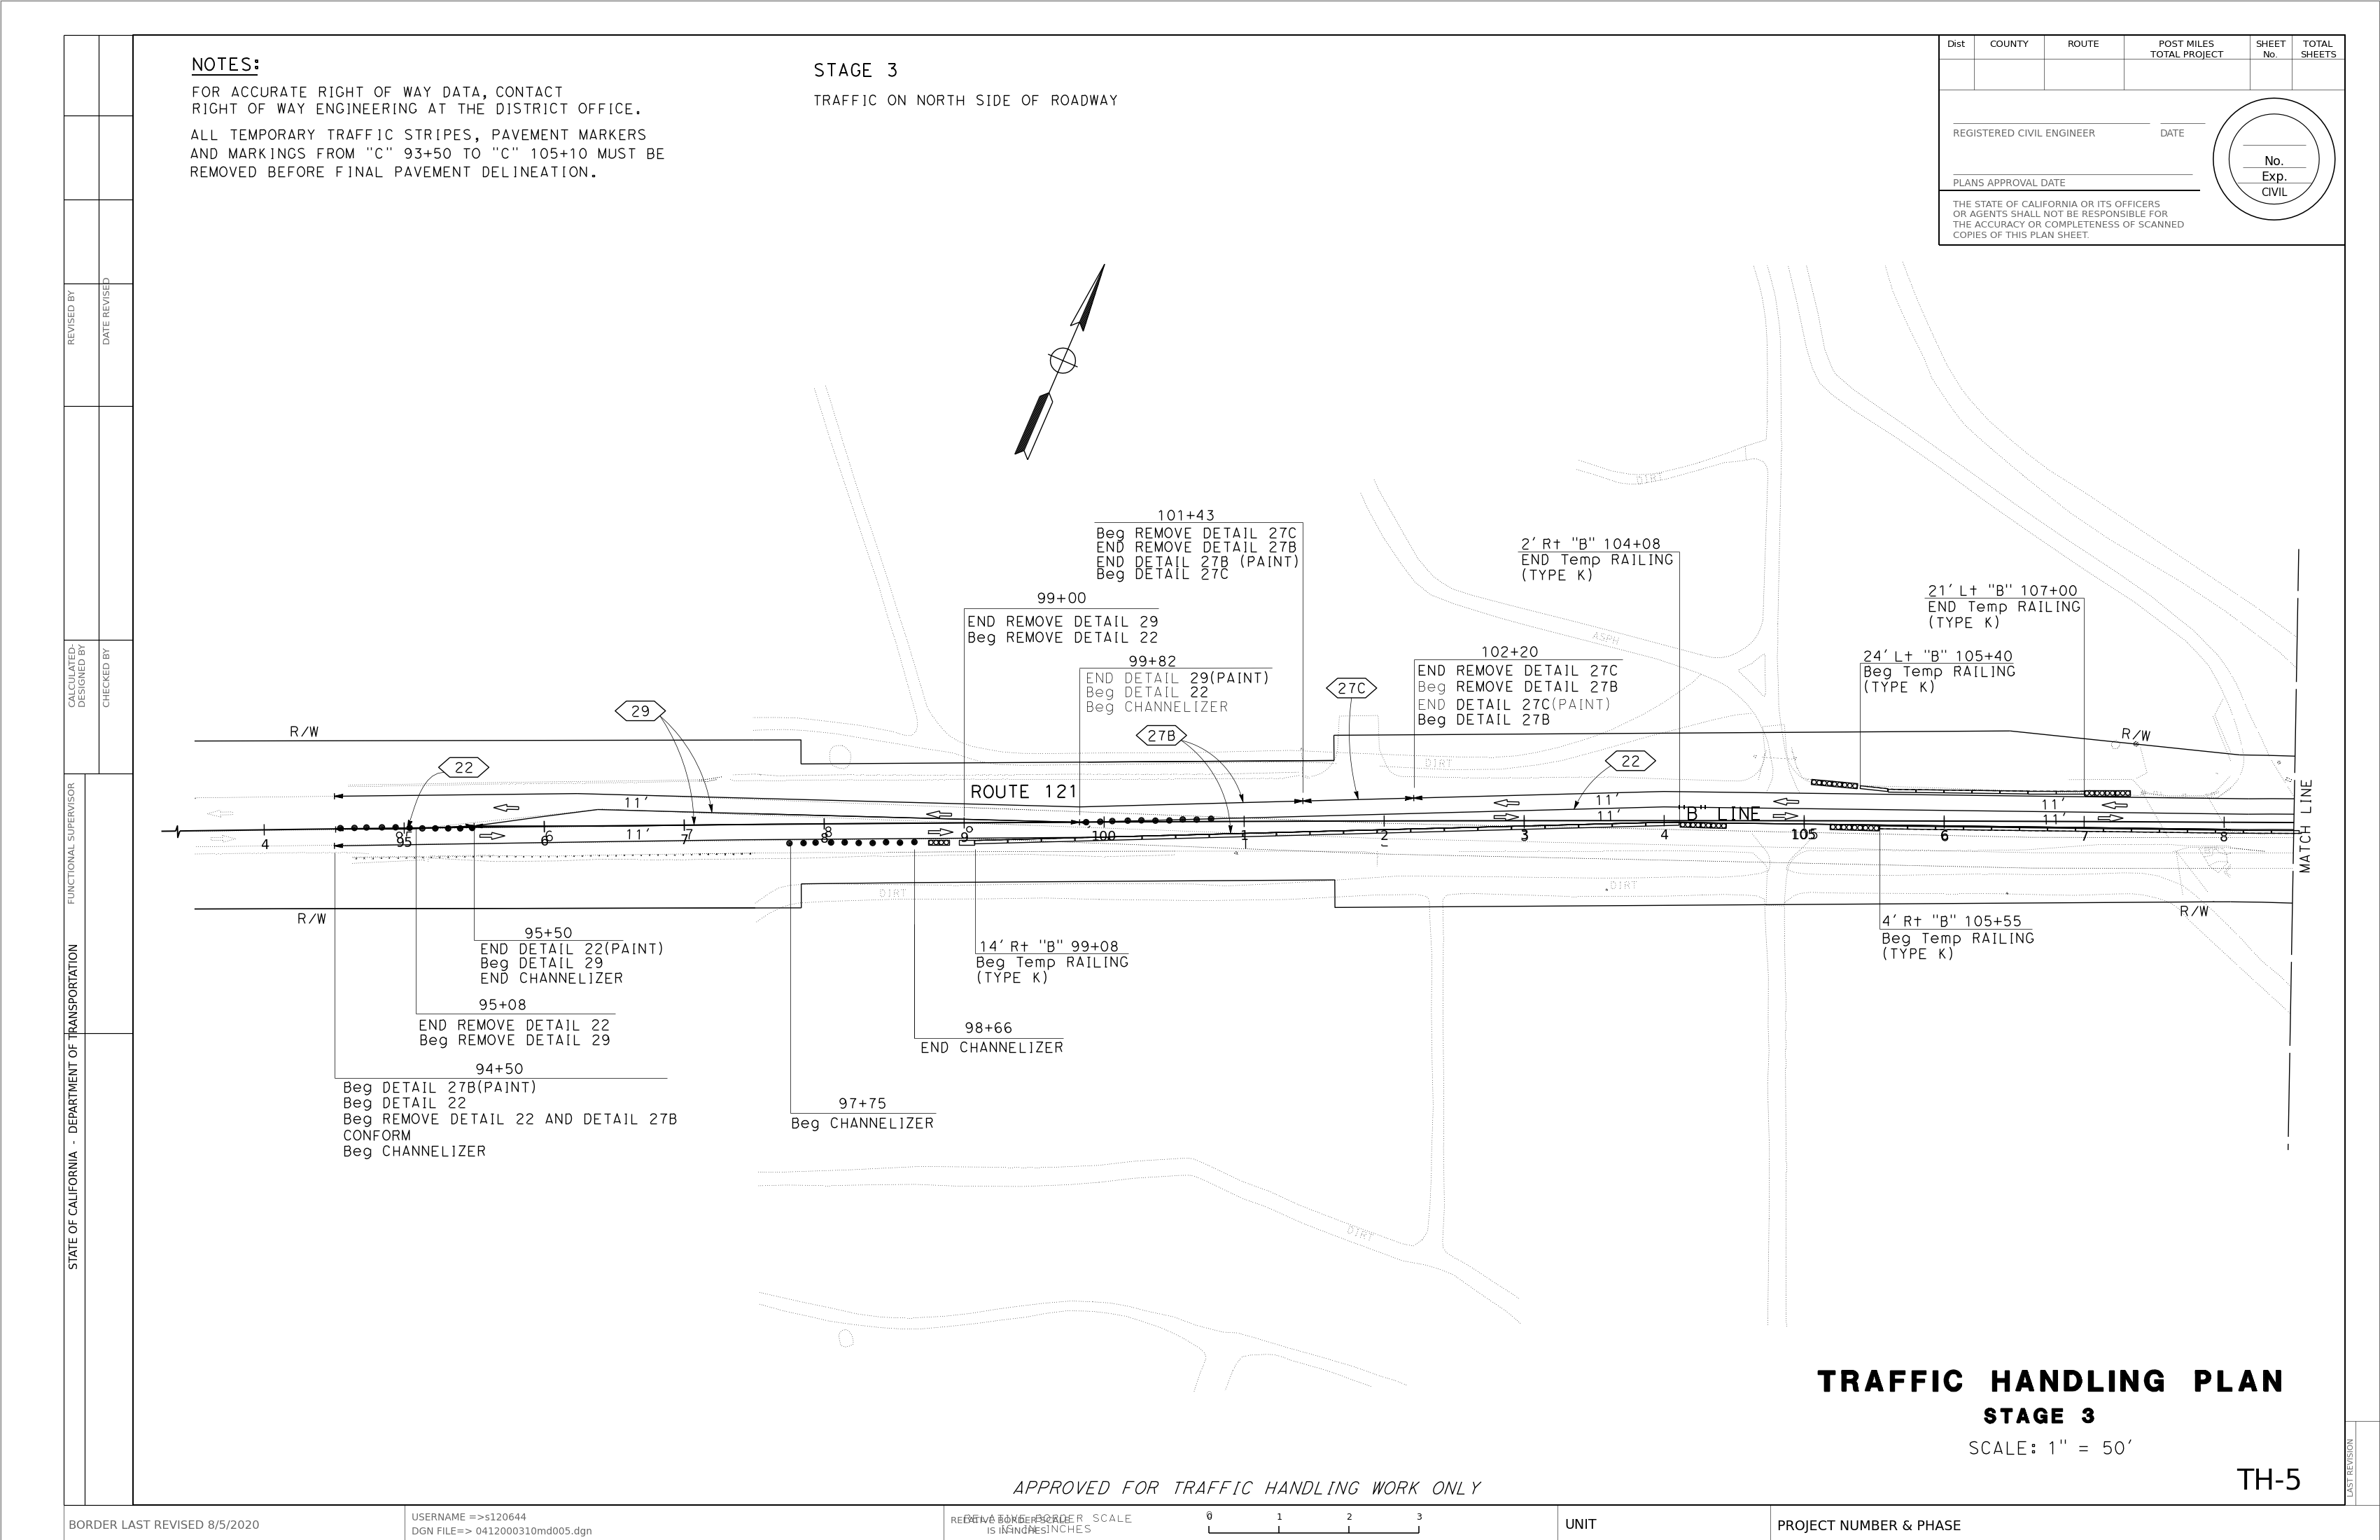 NOTES:
FOR ACCURATE RIGHT OF WAY DATA, CONTACT
RIGHT OF WAY ENGINEERING AT THE DISTRICT OFFICE.
ALL TEMPORARY TRAFFIC STRIPES, PAVEMENT MARKERS
AND MARKINGS FROM "C" 93+50 TO "C" 105+10 MUST BE
REMOVED BEFORE FINAL PAVEMENT DELINEATION.
STAGE 3
TRAFFIC ON NORTH SIDE OF ROADWAY
Dist COUNTY ROUTE POST MILES TOTAL PROJECT SHEET No. TOTAL SHEETS
REGISTERED CIVIL ENGINEER DATE
PLANS APPROVAL DATE
No.
Exp.
CIVIL
THE STATE OF CALIFORNIA OR ITS OFFICERS
OR AGENTS SHALL NOT BE RESPONSIBLE FOR
THE ACCURACY OR COMPLETENESS OF SCANNED
COPIES OF THIS PLAN SHEET.
REVISED BY
DATE REVISED
CALCULATED-
DESIGNED BY
CHECKED BY
FUNCTIONAL SUPERVISOR
STATE OF CALIFORNIA - DEPARTMENT OF TRANSPORTATION
DIRT
101+43
Beg REMOVE DETAIL 27C
END REMOVE DETAIL 27B
END DETAIL 27B (PAINT)
Beg DETAIL 27C
2' Rt "B" 104+08
END Temp RAILING
(TYPE K)
21' Lt "B" 107+00
END Temp RAILING
(TYPE K)
99+00
END REMOVE DETAIL 29
Beg REMOVE DETAIL 22
ASPH
99+82
END DETAIL 29(PAINT)
Beg DETAIL 22
Beg CHANNELIZER
102+20
END REMOVE DETAIL 27C
Beg REMOVE DETAIL 27B
END DETAIL 27C(PAINT)
Beg DETAIL 27B
24' Lt "B" 105+40
Beg Temp RAILING
(TYPE K)
27C
29
27B
22
22
R/W
R/W
DIRT
ROUTE 121
11'
11'
11'
11'
11'
11'
"B" LINE
4 95 6 7 8 9 100 1 2 3 4 105 6 7 8
MATCH LINE
DIRT
DIRT
R/W
R/W
95+50
END DETAIL 22(PAINT)
Beg DETAIL 29
END CHANNELIZER
14' Rt "B" 99+08
Beg Temp RAILING
(TYPE K)
4' Rt "B" 105+55
Beg Temp RAILING
(TYPE K)
95+08
END REMOVE DETAIL 22
Beg REMOVE DETAIL 29
98+66
END CHANNELIZER
94+50
Beg DETAIL 27B(PAINT)
Beg DETAIL 22
Beg REMOVE DETAIL 22 AND DETAIL 27B
CONFORM
Beg CHANNELIZER
97+75
Beg CHANNELIZER
DIRT
TRAFFIC HANDLING PLAN
STAGE 3
SCALE: 1" = 50'
TH-5
APPROVED FOR TRAFFIC HANDLING WORK ONLY
LAST REVISION
BORDER LAST REVISED 8/5/2020
USERNAME =>s120644
DGN FILE=> 0412000310md005.dgn
RELATIVE BORDER SCALE
IS IN INCHES
0 1 2 3
UNIT
PROJECT NUMBER & PHASE